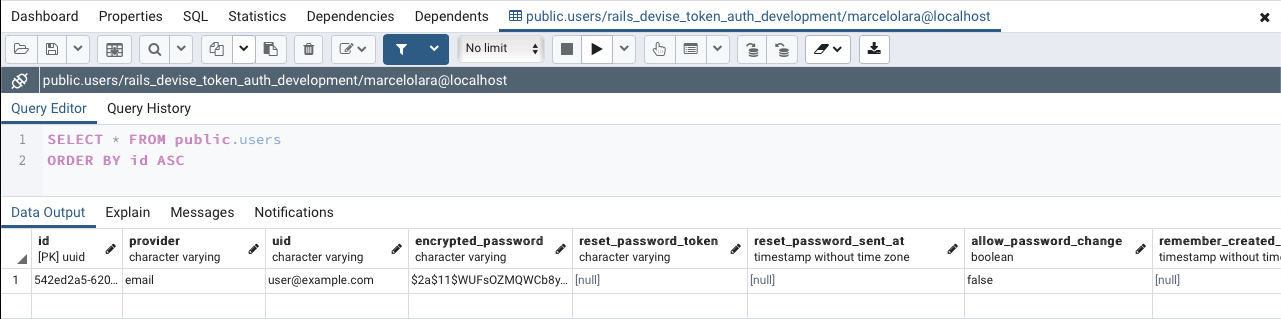 Dashboard Properties SQL Statistics Dependencies Dependents public.users/rails_devise_token_auth_development/marcelolara@localhost
No limit
public.users/rails_devise_token_auth_development/marcelolara@localhost
Query Editor Query History
1 SELECT * FROM public.users
2 ORDER BY id ASC
Data Output Explain Messages Notifications
id provider uid encrypted_password reset_password_token reset_password_sent_at allow_password_change remember_created_
[PK] uuid character varying character varying character varying character varying timestamp without time zone boolean timestamp without tim
1 542ed2a5-620... email user@example.com $2a$11$WUFsOZMQWCb8y... [null] [null] false [null]